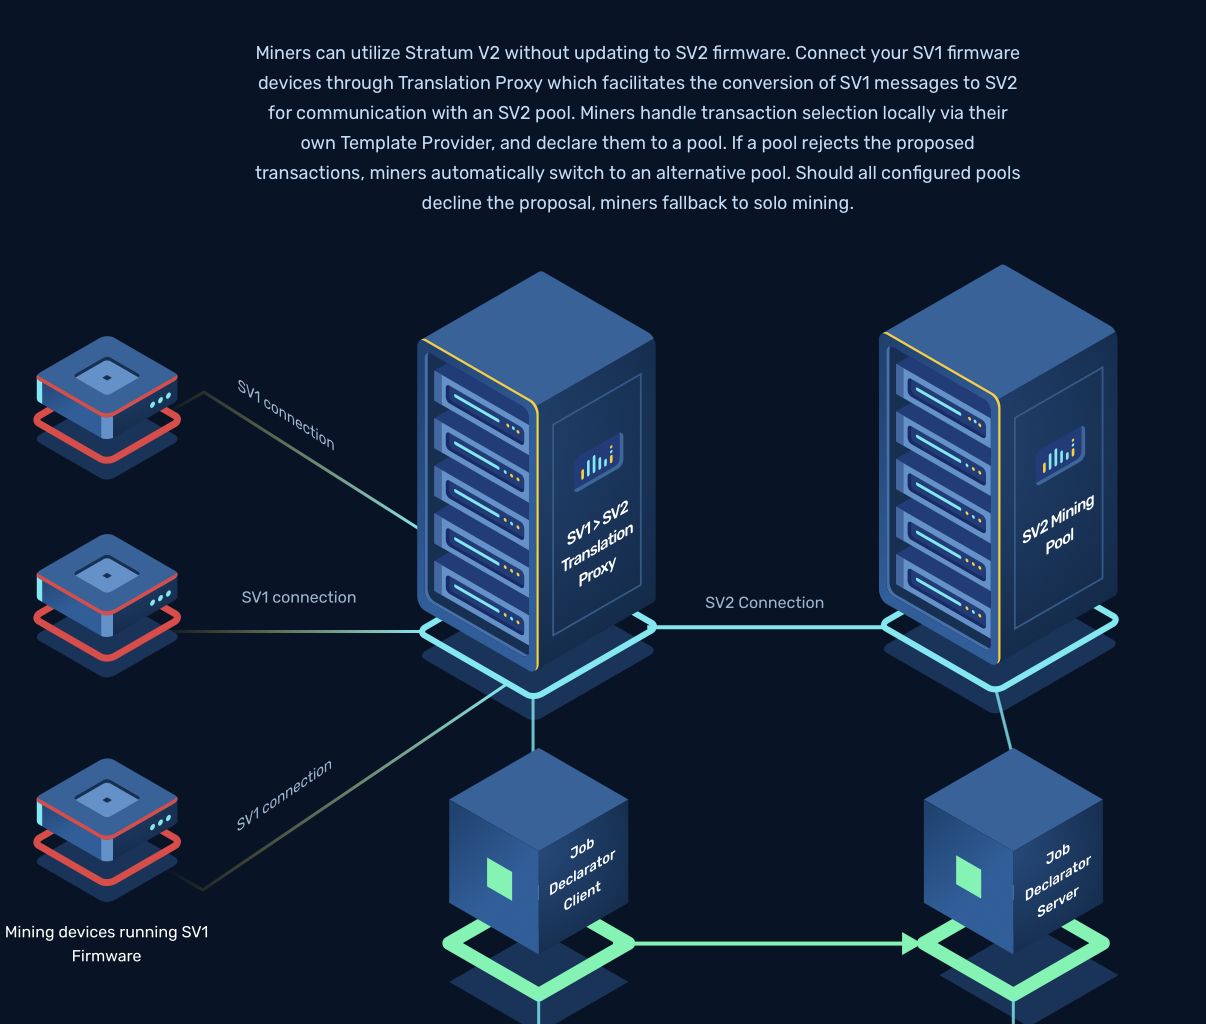 Miners can utilize Stratum V2 without updating to SV2 firmware. Connect your SV1 firmware
devices through Translation Proxy which facilitates the conversion of SV1 messages to SV2
for communication with an SV2 pool. Miners handle transaction selection locally via their
own Template Provider, and declare them to a pool. If a pool rejects the proposed
transactions, miners automatically switch to an alternative pool. Should all configured pools
decline the proposal, miners fallback to solo mining.
SV1 connection
SV1 > SV2
Translation
Proxy
SV2 Mining
Pool
SV1 connection
SV2 Connection
SV1 connection
Job
Declarator
Client
Job
Declarator
Server
Mining devices running SV1
Firmware